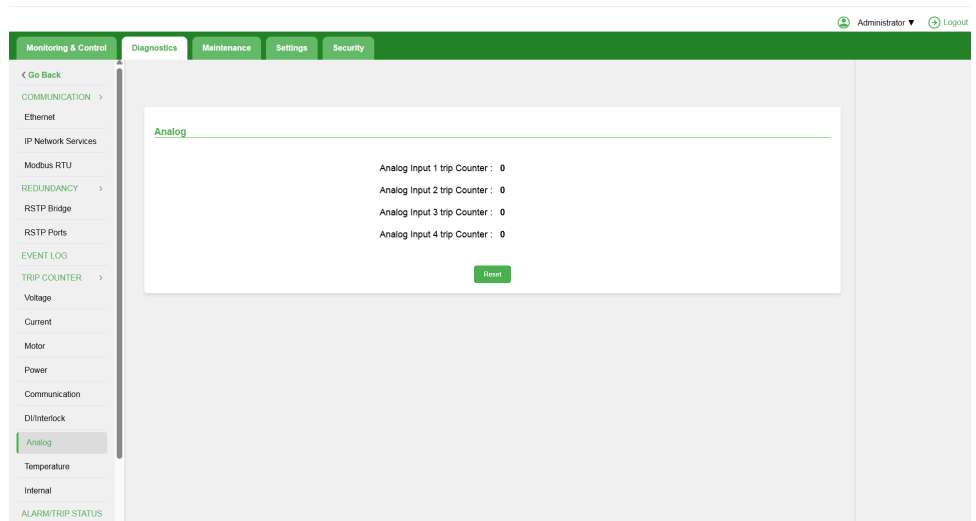 Administrator ▼ Logout
Monitoring & Control Diagnostics Maintenance Settings Security
Go Back
COMMUNICATION
Ethernet
IP Network Services
Modbus RTU
REDUNDANCY
RSTP Bridge
RSTP Ports
EVENT LOG
TRIP COUNTER
Voltage
Current
Motor
Power
Communication
DI/Interlock
Analog
Temperature
Internal
ALARM/TRIP STATUS
Analog
Analog Input 1 trip Counter : 0
Analog Input 2 trip Counter : 0
Analog Input 3 trip Counter : 0
Analog Input 4 trip Counter : 0
Reset